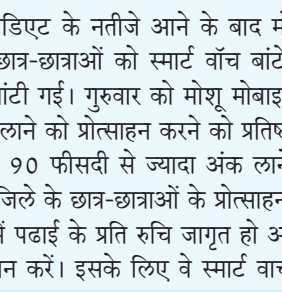 डिएट के नतीजे आने के बाद
छात्र-छात्राओं को स्मार्ट वॉच बांटे
ांटी गई। गुरुवार को मोशू मोबाइ
लाने को प्रोत्साहन करने को प्रतिष
90 फीसदी से ज्यादा अंक लान
जिले के छात्र-छात्राओं के प्रोत्साहन
ं पढाई के प्रति रुचि जागृत हो अ
न करें। इसके लिए वे स्मार्ट वाच